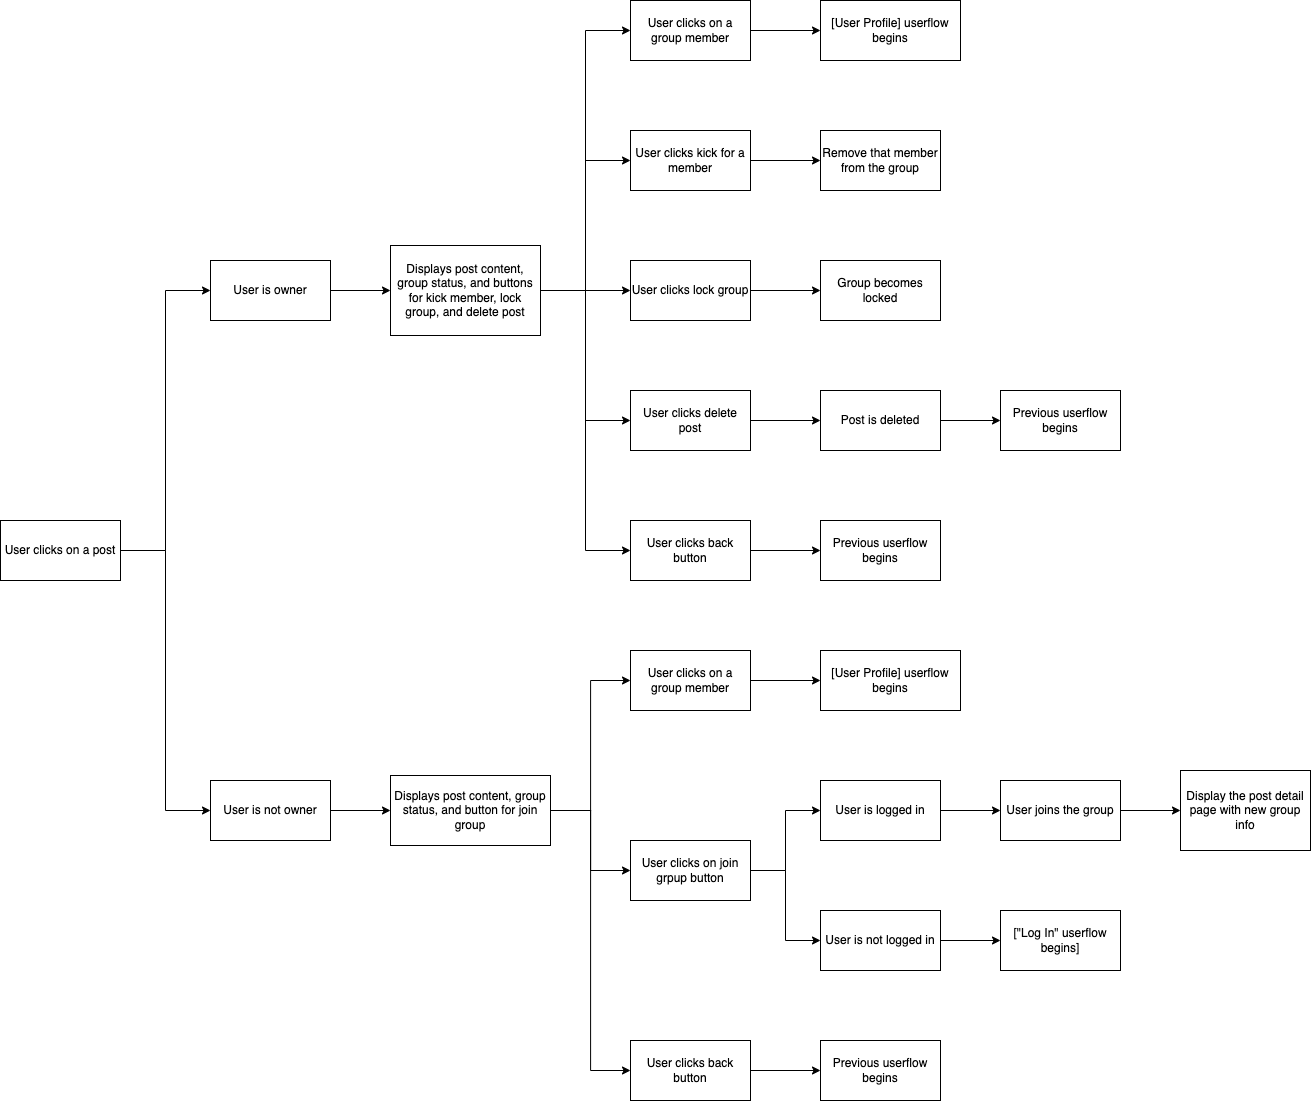 User clicks on a
group member
[User Profile] userflow
begins
User clicks kick for a
member
Remove that member
from the group
User is owner
Displays post content,
group status, and buttons
for kick member, lock
group, and delete post
User clicks lock group
Group becomes
locked
User clicks delete
post
Post is deleted
Previous userflow
begins
User clicks on a post
User clicks back
button
Previous userflow
begins
User clicks on a
group member
[User Profile] userflow
begins
User is not owner
Displays post content, group
status, and button for join
group
User clicks on join
grpup button
User is logged in
User joins the group
Display the post detail
page with new group
info
User is not logged in
["Log In" userflow
begins]
User clicks back
button
Previous userflow
begins